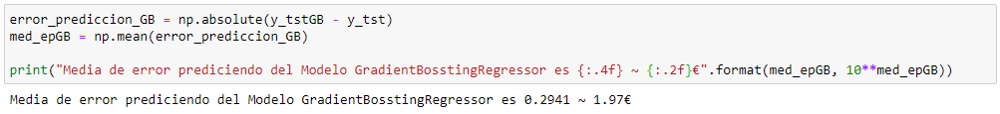 error_prediccion_GB = np.absolute(y_tstGB - y_tst)
med_epGB = np.mean(error_prediccion_GB)
print("Media de error prediciendo del Modelo GradientBosstingRegressor es {:.4f} ~ {:.2f}€".format(med_epGB, 10**med_epGB))
Media de error prediciendo del Modelo GradientBosstingRegressor es 0.2941 ~ 1.97€